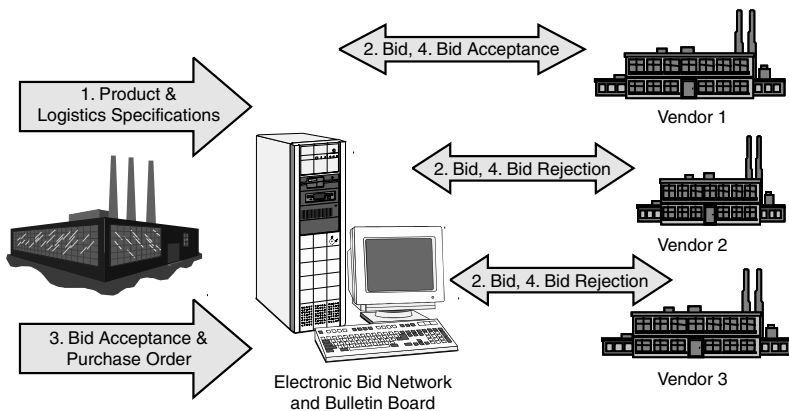 2. Bid, 4. Bid Acceptance
Vendor 1
1. Product &
Logistics Specifications
2. Bid, 4. Bid Rejection
Vendor 2
2. Bid, 4. Bid Rejection
Vendor 3
3. Bid Acceptance &
Purchase Order
Electronic Bid Network
and Bulletin Board